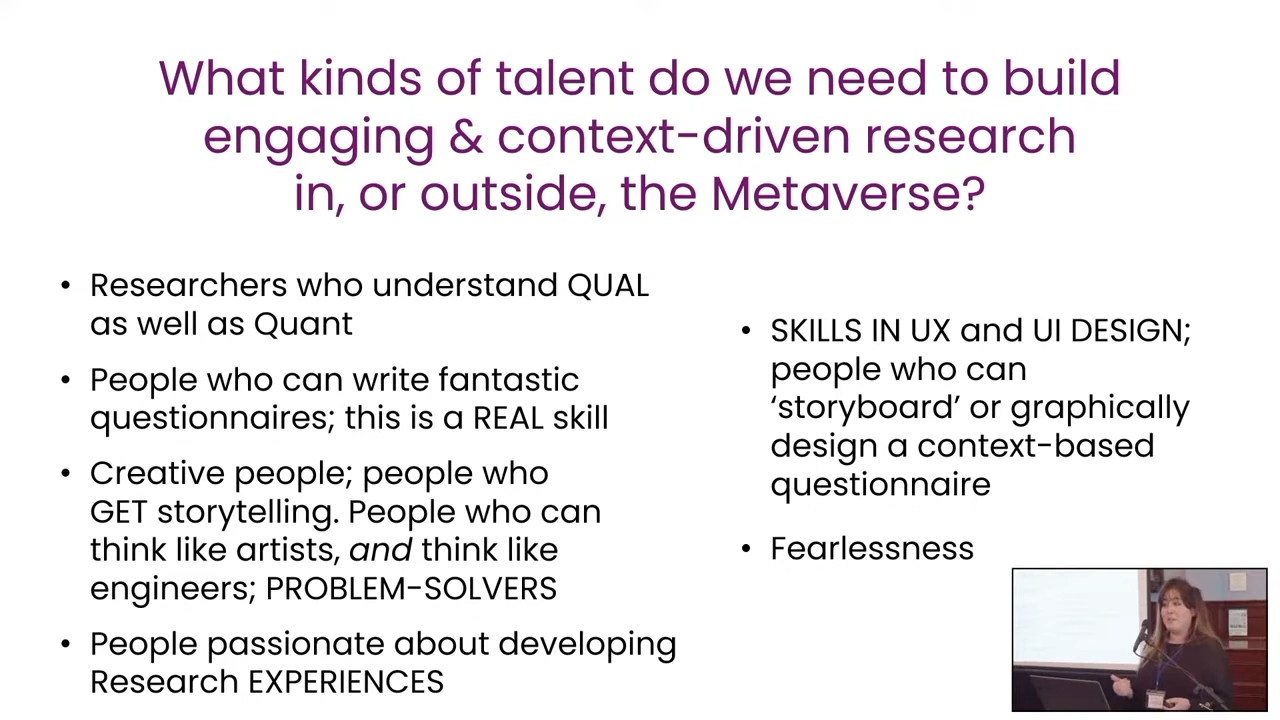 What kinds of talent do we need to build
engaging & context-driven research
in, or outside, the Metaverse?
• Researchers who understand QUAL
as well as Quant
• People who can write fantastic
questionnaires; this is a REAL skill
• Creative people; people who
GET storytelling. People who can
think like artists, and think like
engineers; PROBLEM-SOLVERS
• People passionate about developing
Research EXPERIENCES
• SKILLS IN UX and UI DESIGN;
people who can
‘storyboard’ or graphically
design a context-based
questionnaire
• Fearlessness